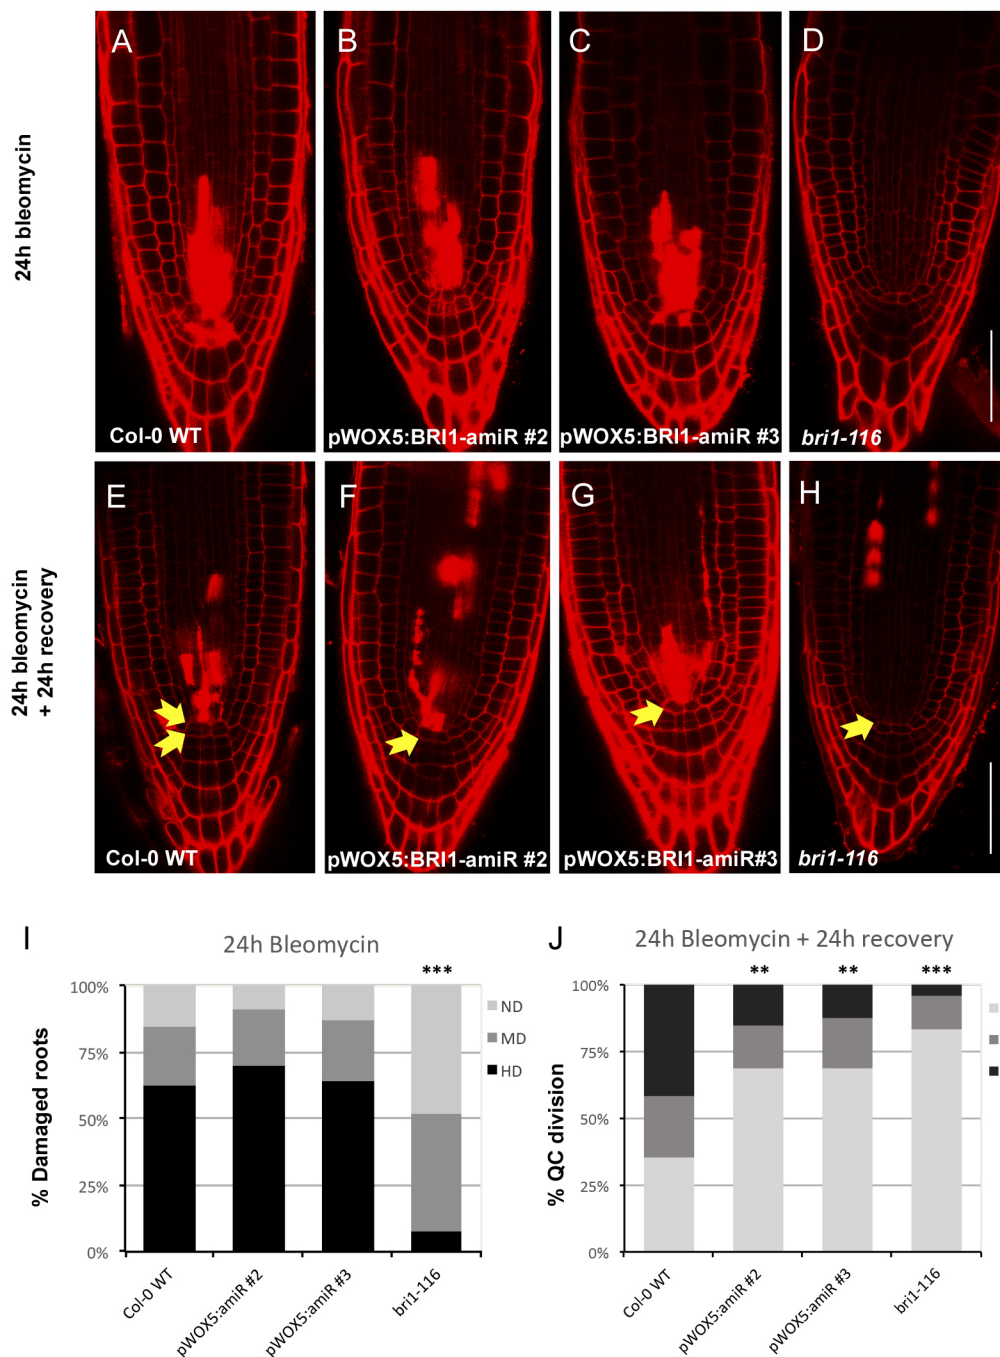 A
B
C
D
24h bleomycin
Col-0 WT
pWOX5:BRI1-amiR #2
pWOX5:BRI1-amiR #3
bri1-116
E
F
G
H
24h bleomycin
+ 24h recovery
Col-0 WT
pWOX5:BRI1-amiR #2
pWOX5:BRI1-amiR#3
bri1-116
I
24h Bleomycin
***
100%
75%
50%
25%
0%
% Damaged roots
ND
MD
HD
Col-0 WT
pWOX5:amiR #2
pWOX5:amiR #3
bri1-116
J
24h Bleomycin + 24h recovery
**
**
***
100%
75%
50%
25%
0%
% QC division
Col-0 WT
pWOX5:amiR #2
pWOX5:amiR #3
bri1-116